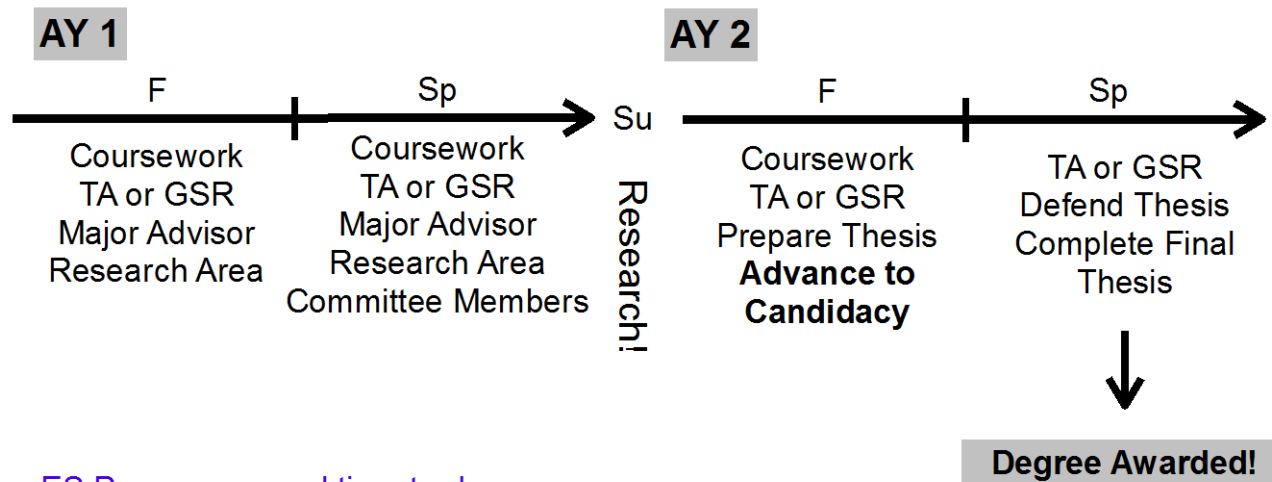 AY 1
F
Sp
Coursework
TA or GSR
Major Advisor
Research Area
Coursework
TA or GSR
Major Advisor
Research Area
Committee Members
Su
Research!
AY 2
F
Sp
Coursework
TA or GSR
Prepare Thesis
Advance to
Candidacy
TA or GSR
Defend Thesis
Complete Final
Thesis
Degree Awarded!